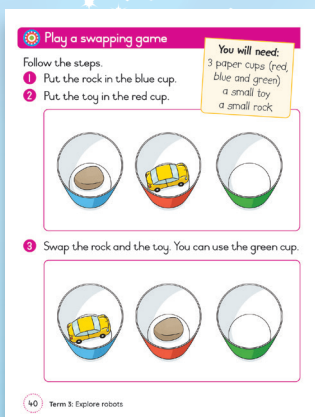 Play a swapping game
You will need:
3 paper cups (red,
blue and green)
a small toy
a small rock
Follow the steps.
1 Put the rock in the blue cup.
2 Put the toy in the red cup.
3 Swap the rock and the toy. You can use the green cup.
40 Term 3: Explore robots